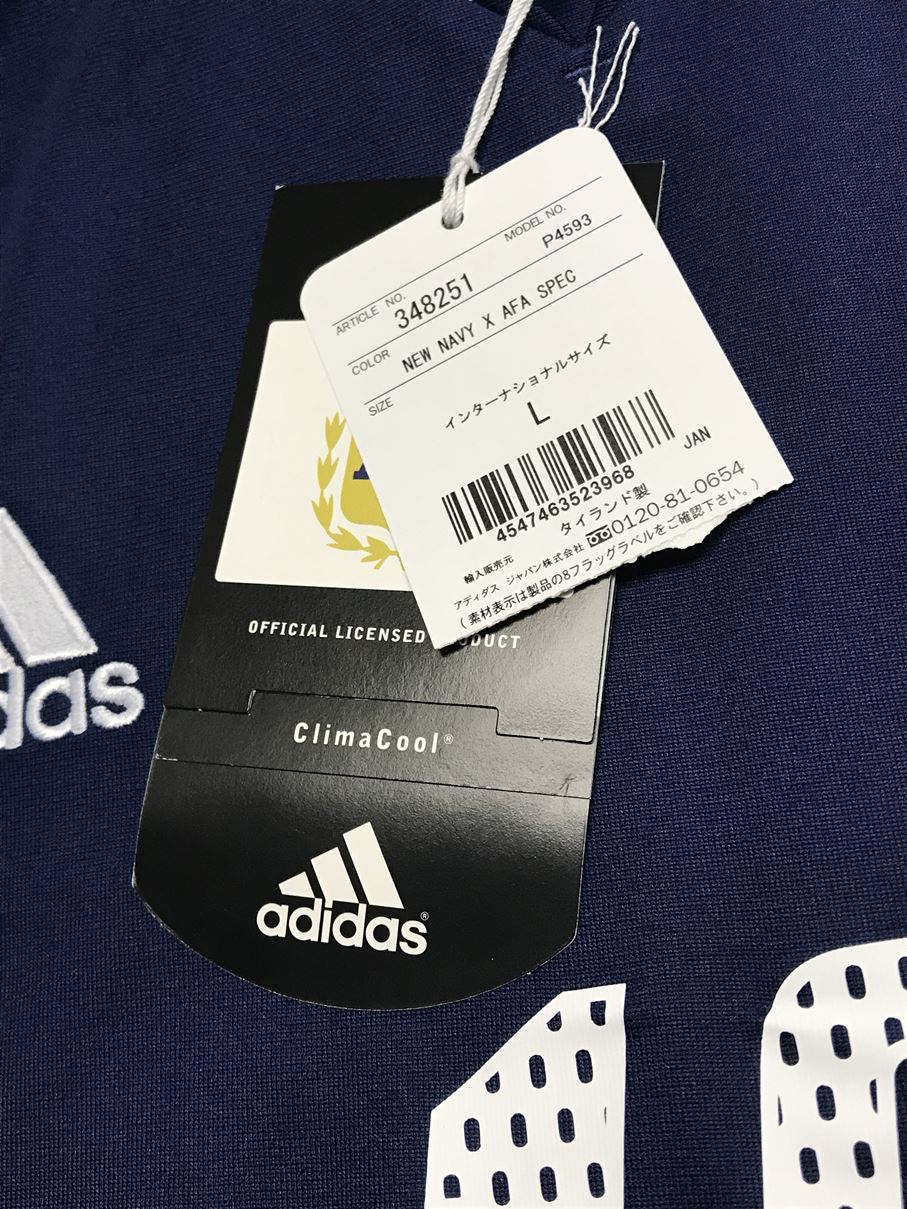 ARTICLE NO.
348251
MODEL NO.
P4593
COLOR
NEW NAVY X AFA SPEC
SIZE
インターナショナルサイズ
L
JAN
4547463523968
タイランド製
輸入販売元
アディダス ジャパン株式会社 0120-81-0654
(素材表示は製品の8フラッグラベルをご確認下さい。)
OFFICIAL LICENSED
ClimaCool®
adidas®
das
10